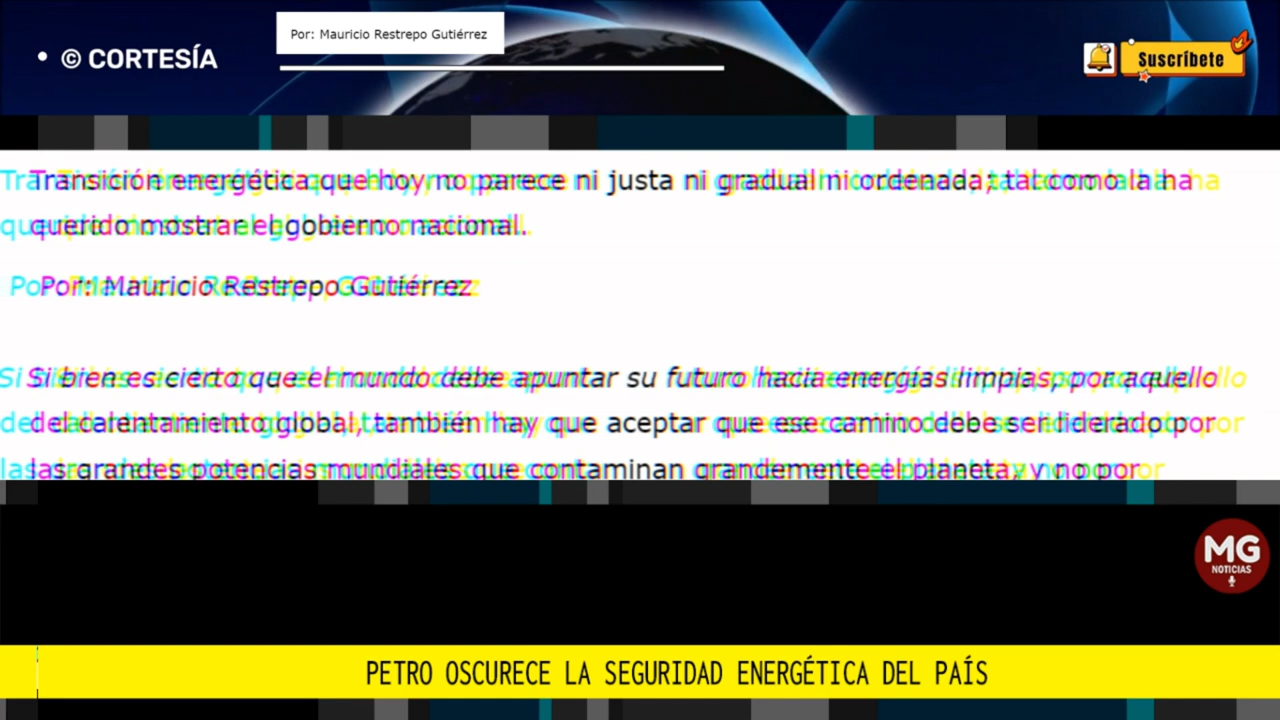 • © CORTESÍA
Por: Mauricio Restrepo Gutiérrez
Suscríbete
Transición energética que hoy, no parece ni justa ni gradual ni ordenada; tal como la ha
querido mostrar el gobierno nacional.
Por: Mauricio Restrepo Gutiérrez
Si bien es cierto que el mundo debe apuntar su futuro hacia energías limpias, por aquello
del calentamiento global, también hay que aceptar que ese camino debe ser liderado por
las grandes potencias mundiales que contaminan grandemente el planeta, y no por
MG
NOTICIAS
PETRO OSCURECE LA SEGURIDAD ENERGÉTICA DEL PAÍS